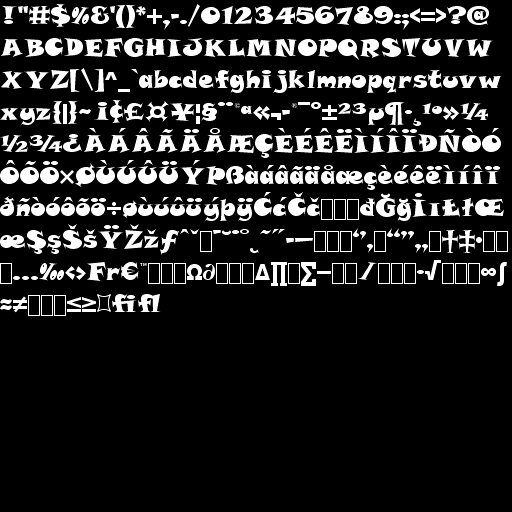 !"#$%&'()*+,-./0123456789:;<=>?@
ABCDEFGHIJKLMNOPQRSTUVW
XYZ[\]^_`abcdefghijklmnopqrstuvw
xyz{|}~¡¢£¤¥¦§¨©ª«¬-®¯°±²³µ¶·¸¹º»¼
½¾¿ÀÁÂÃÄÅÆÇÈÉÊËÌÍÎÏÐÑÒÓ
ÔÕÖ×ØÙÚÛÜÝÞßàáâãäåæçèéêëìíîï
ðñòóôõö÷øùúûüýþÿĆćČčđĞğİıŁłŒ
œŞşŠšŸŽžƒˆˇ˘˙˚˛˜˝–—‘’‚“”„†‡•
…‰‹›₣€™Ω∂∆∏∑−∕∙√∞∫
≈≠≤≥◊fifl